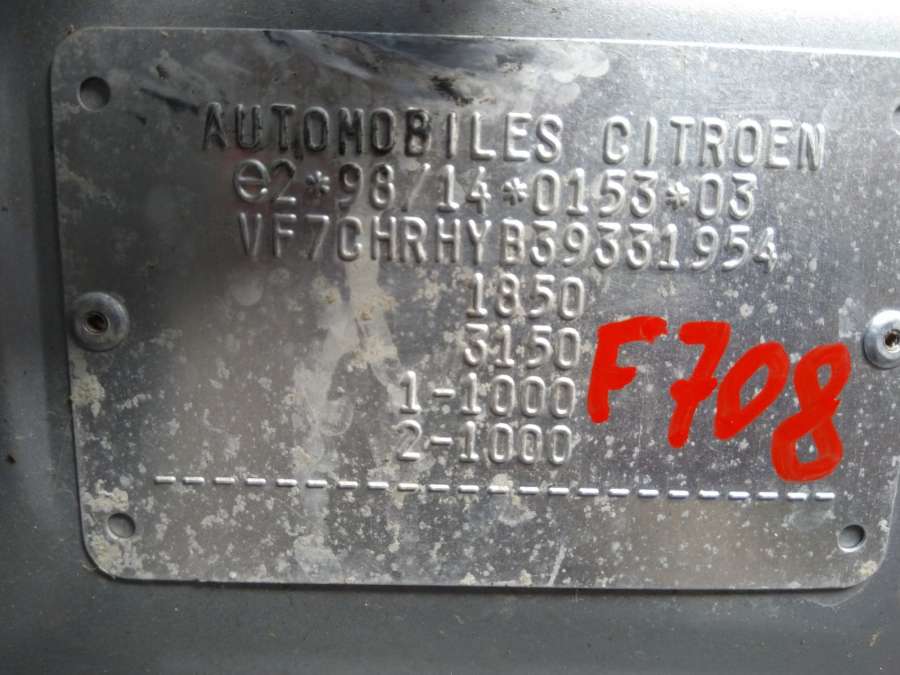 AUTOMOBILES CITROEN
e2*98/14*0153*03
VF7CHRHYB39331954
1850
3150
1-1000
2-1000
F708